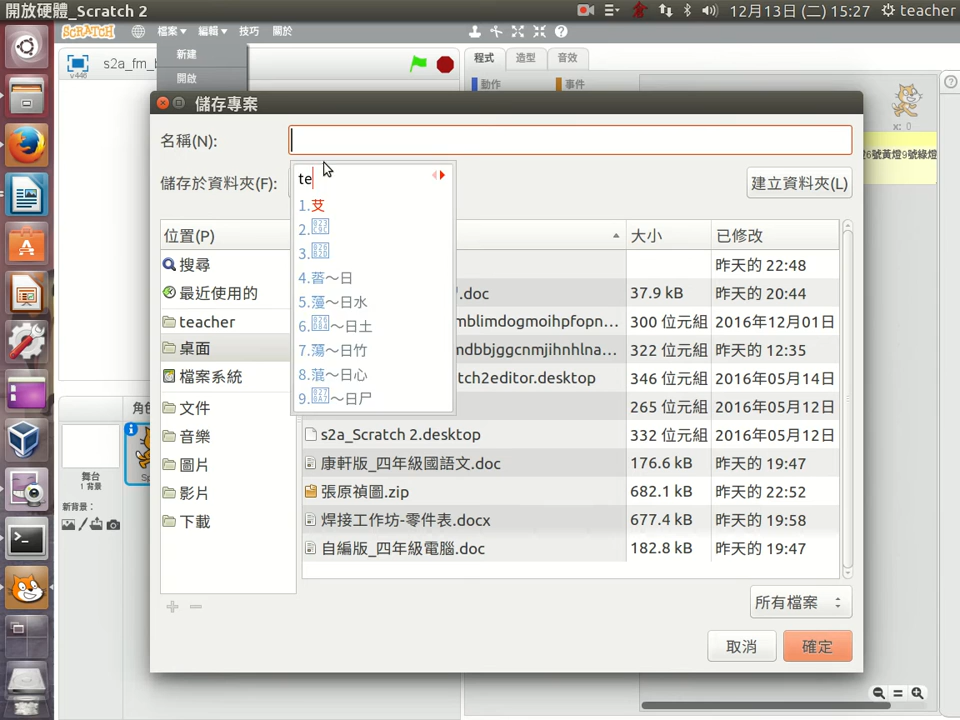 開放硬體_Scratch 2
12月13日 (二) 15:27
teacher
SCRATCH
檔案▼
編輯▼
技巧
關於
新建
開啟
v446
s2a_fm_b
程式
造型
音效
動作
事件
x: 0
6號黃燈9號綠燈
儲存專案
名稱(N):
儲存於資料夾(F):
建立資料夾(L)
te
1.芆
4.萫～日
5.薓～日水
6.
～日土
7.蕩～日竹
8.蕰～日心
9.
～日尸
位置(P)
大小
已修改
搜尋
最近使用的
teacher
桌面
檔案系統
文件
音樂
圖片
影片
下載
昨天的 22:48
.doc
37.9 kB
昨天的 20:44
mblimdogmoihpfopn...
300 位元組
2016年12月01日
mdbbjggcnmjihnhlna...
322 位元組
昨天的 12:35
tch2editor.desktop
346 位元組
2016年05月14日
265 位元組
2016年05月12日
s2a_Scratch 2.desktop
332 位元組
2016年05月12日
康軒版_四年級國語文.doc
176.6 kB
昨天的 19:47
張原禎圖.zip
682.1 kB
昨天的 22:52
焊接工作坊-零件表.docx
677.4 kB
昨天的 19:58
自編版_四年級電腦.doc
182.8 kB
昨天的 19:47
角色
舞台
1 背景
新背景：
Sp
所有檔案
取消
確定